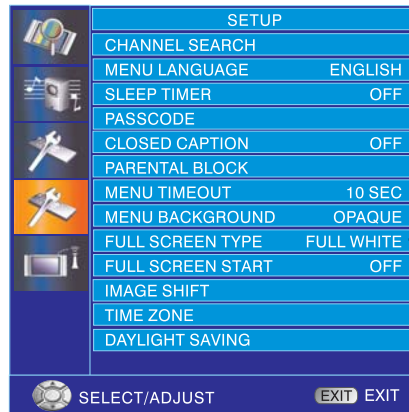 SETUP
CHANNEL SEARCH
MENU LANGUAGE ENGLISH
SLEEP TIMER OFF
PASSCODE
CLOSED CAPTION OFF
PARENTAL BLOCK
MENU TIMEOUT 10 SEC
MENU BACKGROUND OPAQUE
FULL SCREEN TYPE FULL WHITE
FULL SCREEN START OFF
IMAGE SHIFT
TIME ZONE
DAYLIGHT SAVING
SELECT/ADJUST EXIT EXIT